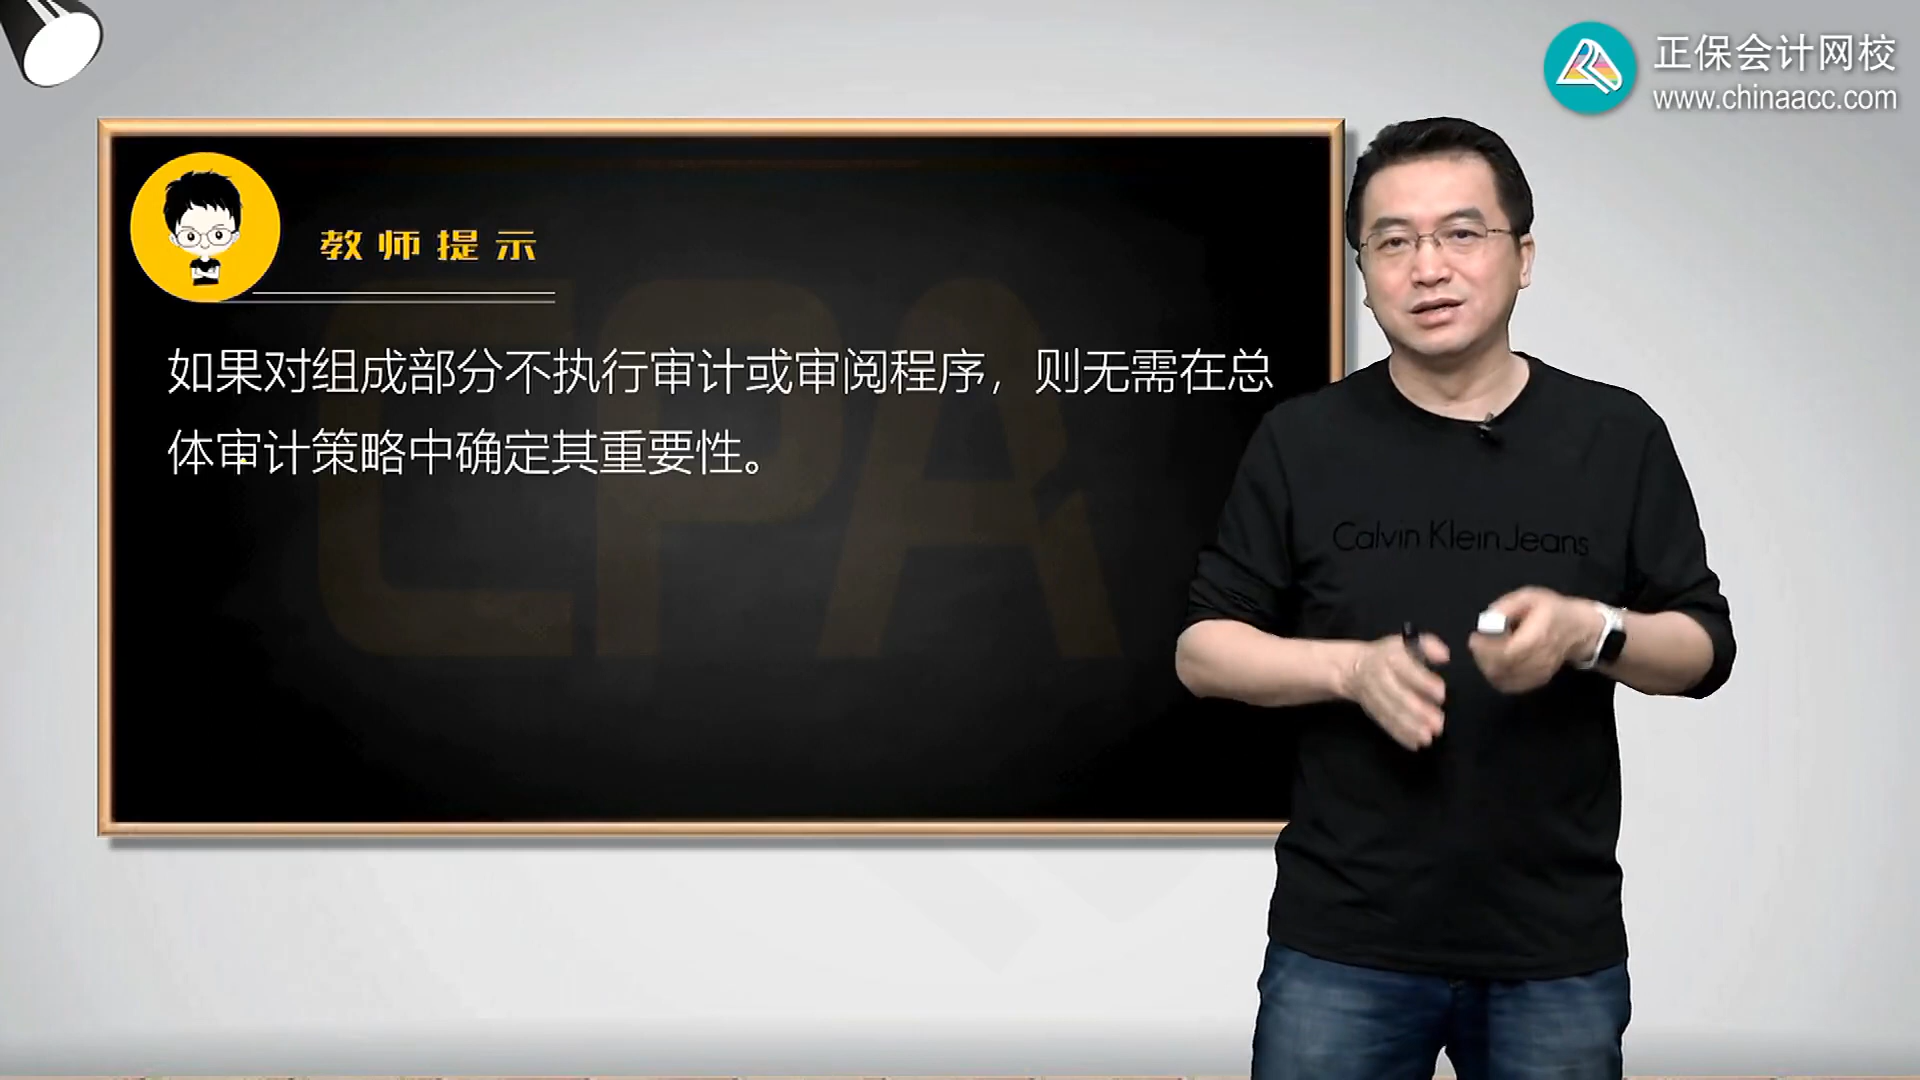 正保会计网校
www.chinaacc.com
教师提示
如果对组成部分不执行审计或审阅程序，则无需在总
体审计策略中确定其重要性。
CPA
Calvin Klein Jeans